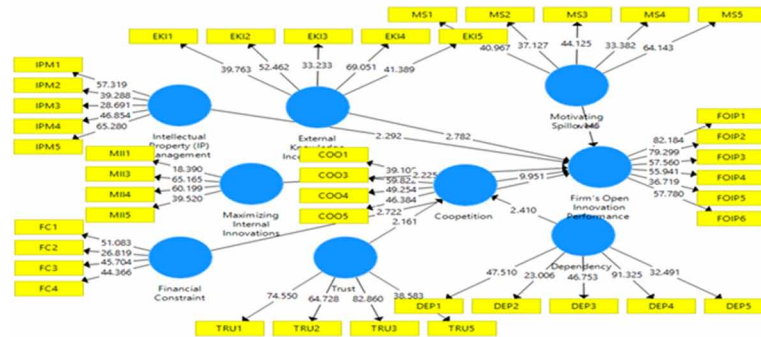 MS1 MS2 MS3 MS4 MS5
EKI1 EKI2 EKI3 EKI4 EKI5
40.967 37.127 44.125 33.382 64.143
39.763 52.462 33.233 69.051 41.389
IPM1
IPM2
IPM3
IPM4
IPM5
57.319
39.288
28.691
46.854
65.280
Intellectual
Property (IP)
anagement
External
Motivating
Spillove
2.292
2.782
FOIP1
FOIP2
FOIP3
FOIP4
FOIP5
FOIP6
82.184
79.299
57.560
55.941
36.719
57.780
Firm's Open
Innovation
Performance
MII1
MII3
MII4
MII5
18.390
65.165
60.199
39.520
Maximizing
Internal
Innovations
COO1
COO3
COO4
COO5
59.822
49.254
46.384
2.225
Coopetition
9.951
FC1
FC2
FC3
FC4
51.083
26.819
45.704
44.366
Financial
Constraint
2.722
2.161
2.410
Trust
74.550 64.728 82.860 38.583
TRU1 TRU2 TRU3 TRU5
Dependency
47.510 23.006 46.753 91.325 32.491
DEP1 DEP2 DEP3 DEP4 DEP5